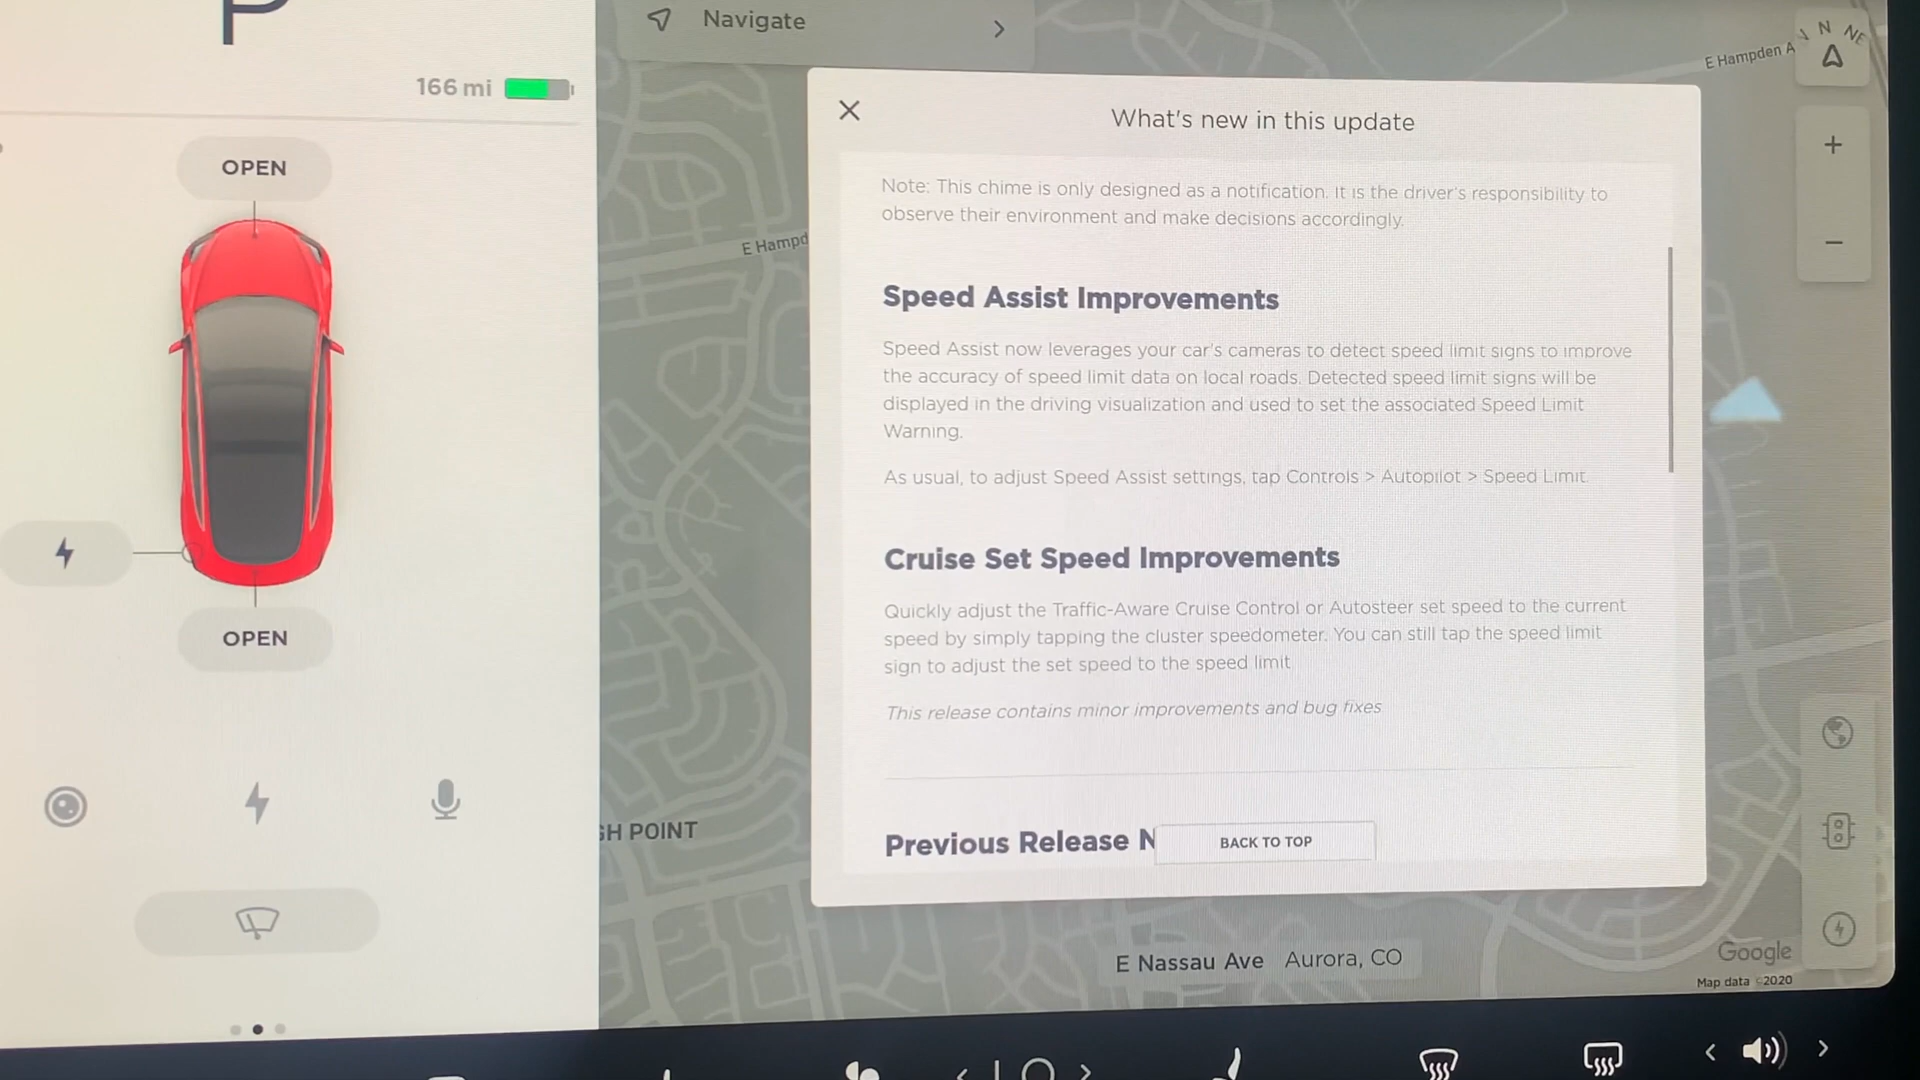 P
166 mi
OPEN
OPEN
Navigate
E Hampden A
N NE
E Hampd
What's new in this update
Note: This chime is only designed as a notification. It is the driver's responsibility to
observe their environment and make decisions accordingly.
Speed Assist Improvements
Speed Assist now leverages your car's cameras to detect speed limit signs to improve
the accuracy of speed limit data on local roads. Detected speed limit signs will be
displayed in the driving visualization and used to set the associated Speed Limit
Warning.
As usual, to adjust Speed Assist settings, tap Controls > Autopilot > Speed Limit.
Cruise Set Speed Improvements
Quickly adjust the Traffic-Aware Cruise Control or Autosteer set speed to the current
speed by simply tapping the cluster speedometer. You can still tap the speed limit
sign to adjust the set speed to the speed limit
This release contains minor improvements and bug fixes
Previous Release N
BACK TO TOP
GH POINT
E Nassau Ave Aurora, CO
Google
Map data ©2020